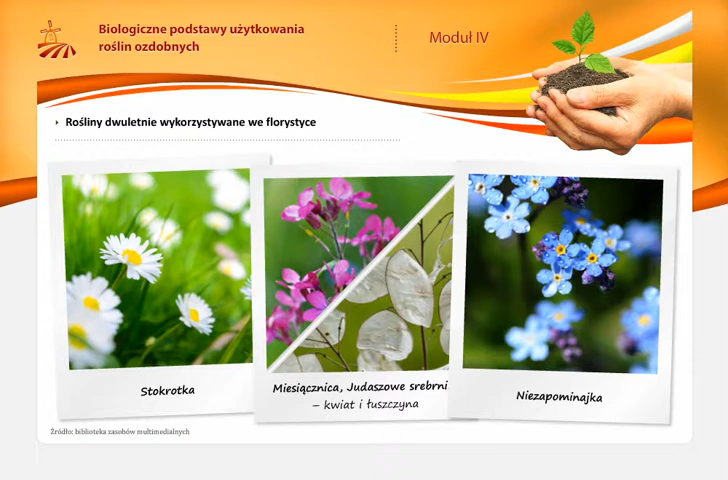 Biologiczne podstawy użytkowania
roślin ozdobnych
Moduł IV
Rośliny dwuletnie wykorzystywane we florystyce
Stokrotka
Miesiącznica, Judaszowe srebrni
– kwiat i łuszczyna
Niezapominajka
Źródło: biblioteka zasobów multimedialnych